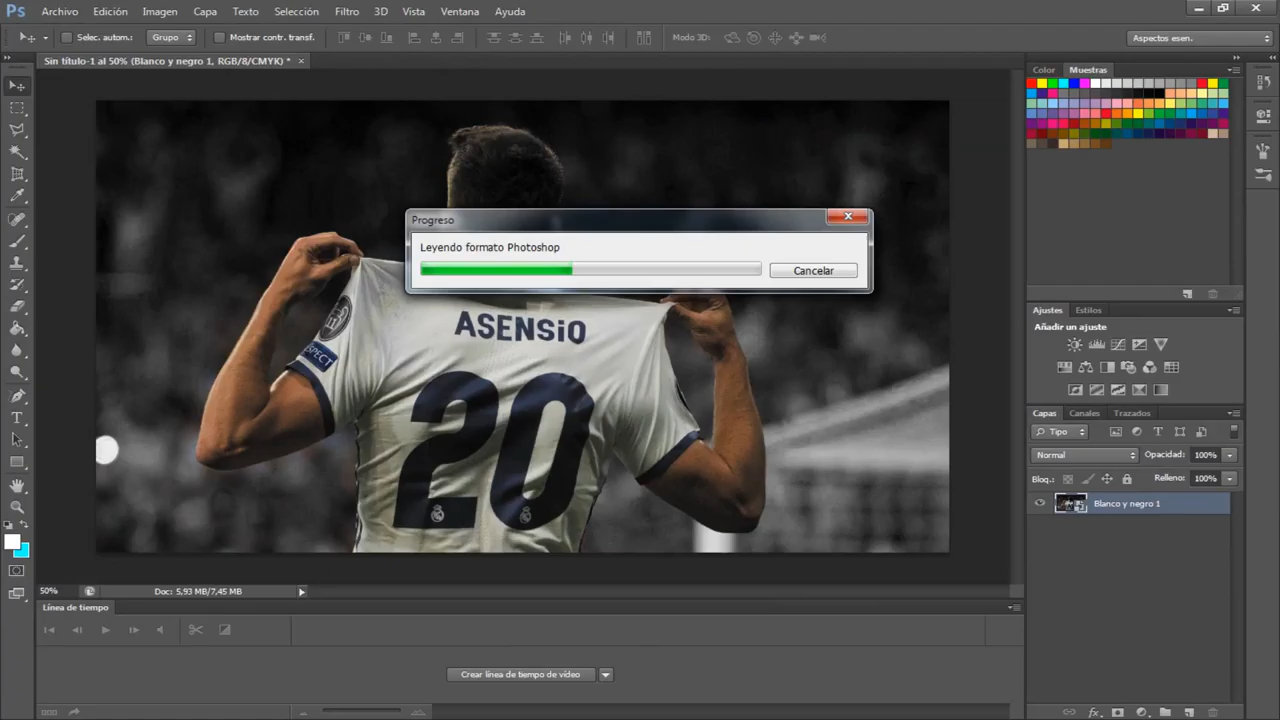 Ps Archivo Edición Imagen Capa Texto Selección Filtro 3D Vista Ventana Ayuda
Selec. autom.: Grupo Mostrar contr. transf. Modo 3D: Aspectos esen.
Sin título-1 al 50% (Blanco y negro 1, RGB/8/CMYK) * ×
Color Muestras
Progreso
Leyendo formato Photoshop
Cancelar
ASENSiO
RESPECT
20
Ajustes Estilos
Añadir un ajuste
Capas Canales Trazados
Tipo
Normal Opacidad: 100%
Bloq.: Relleno: 100%
Blanco y negro 1
50% Doc: 5,93 MB/7,45 MB
Línea de tiempo
Crear línea de tiempo de vídeo